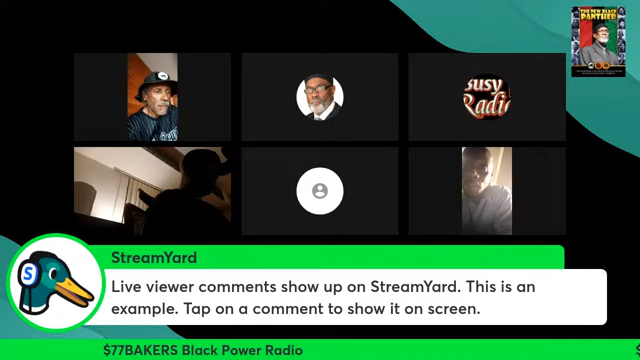 THE NEW BLACK
PANTHER
Busy
Radio
S
StreamYard
Live viewer comments show up on StreamYard. This is an
example. Tap on a comment to show it on screen.
$77BAKERS Black Power Radio
$